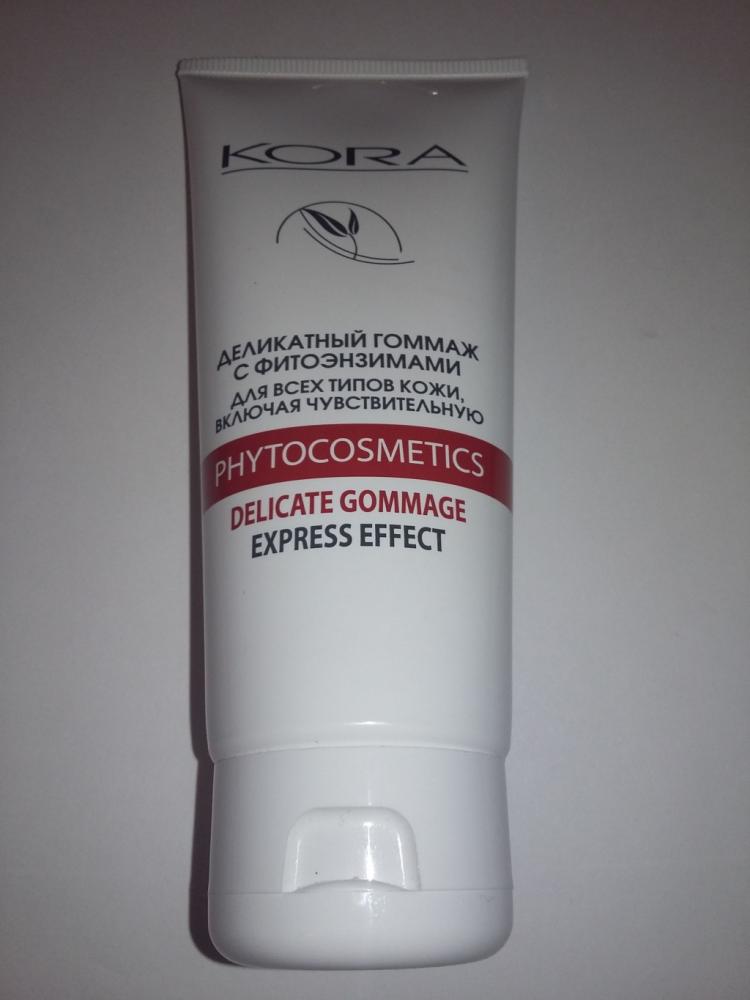 KORA
ДЕЛИКАТНЫЙ ГОММАЖ
С ФИТОЭНЗИМАМИ
ДЛЯ ВСЕХ ТИПОВ КОЖИ,
ВКЛЮЧАЯ ЧУВСТВИТЕЛЬНУЮ
PHYTOCOSMETICS
DELICATE GOMMAGE
EXPRESS EFFECT